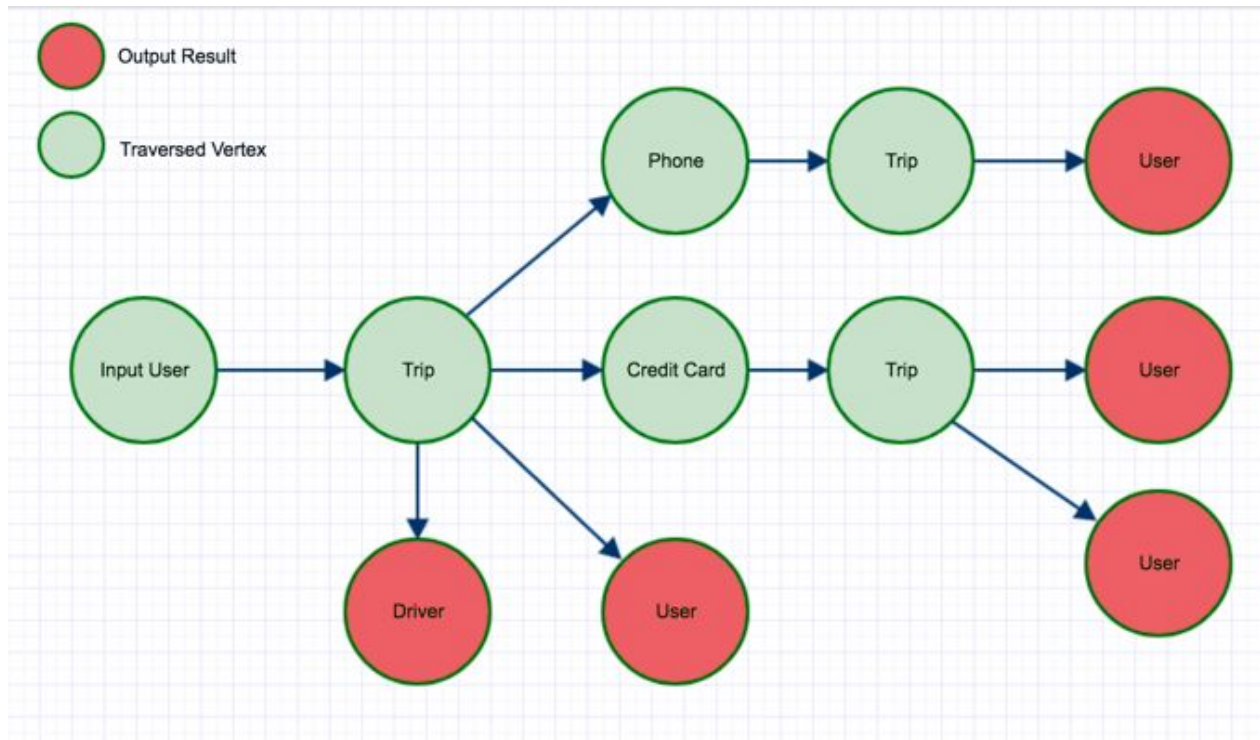 Output Result
Traversed Vertex
Phone
Trip
User
Input User
Trip
Credit Card
Trip
User
User
Driver
User